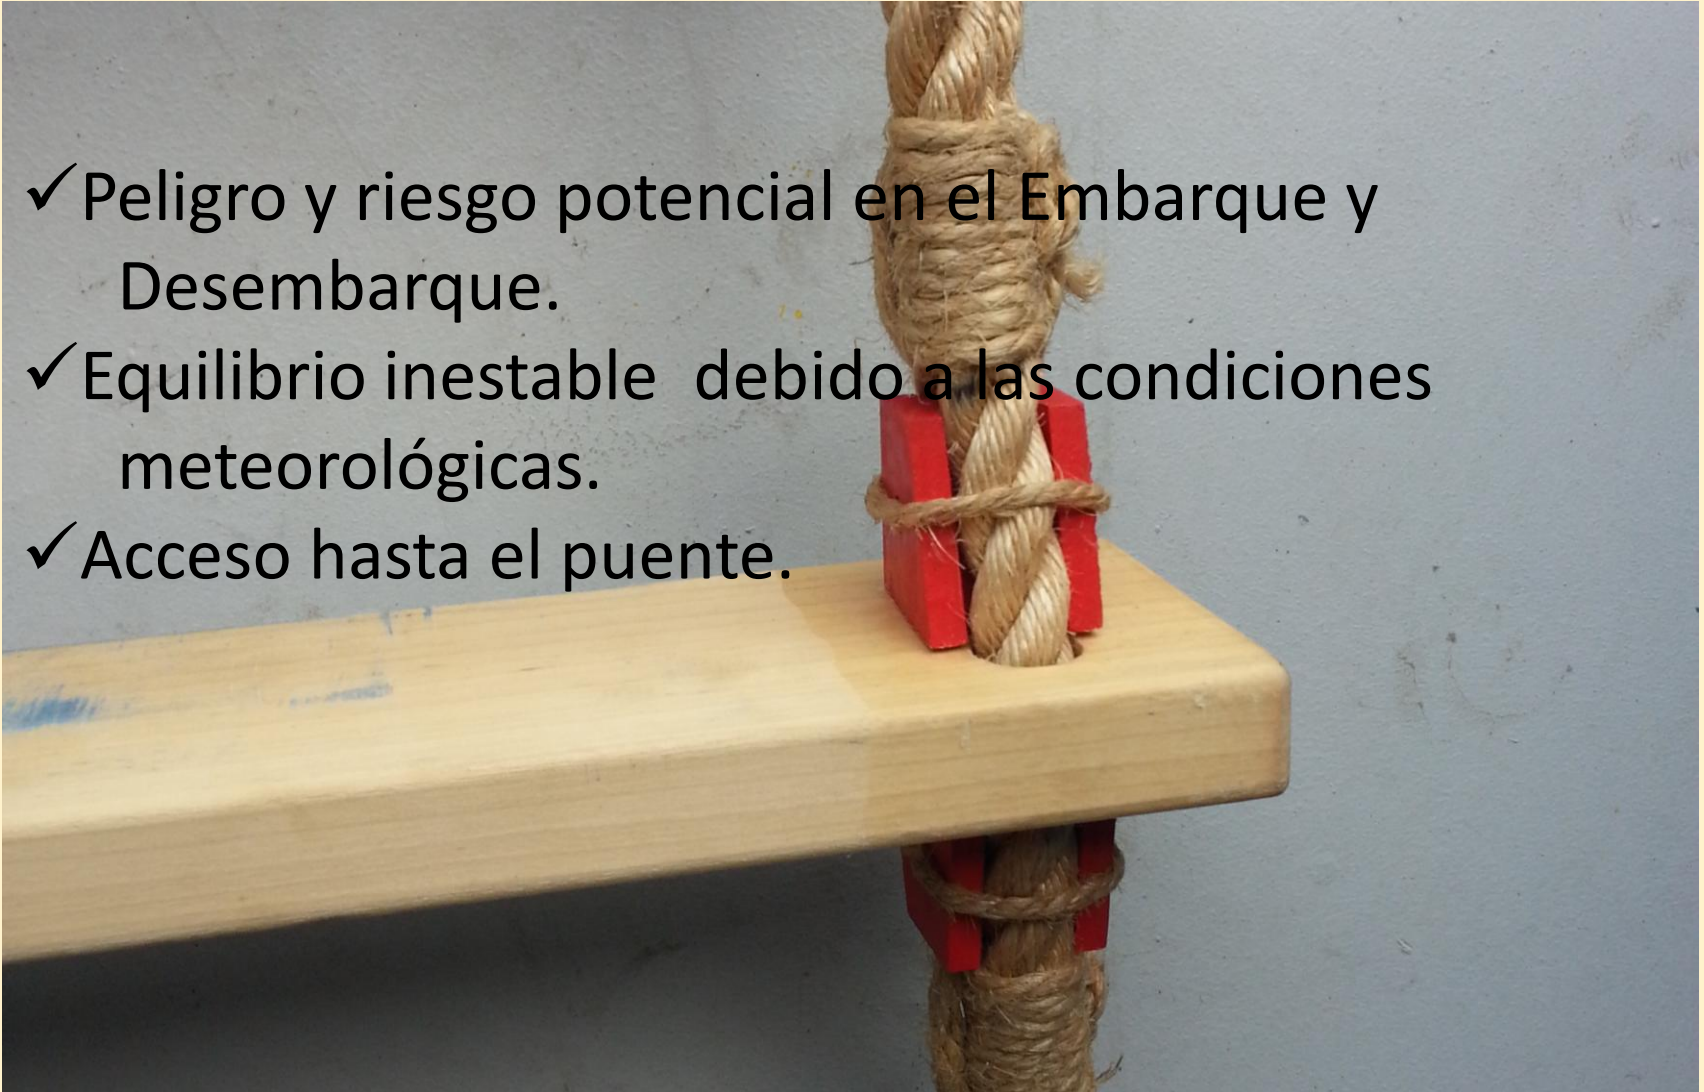 ✓Peligro y riesgo potencial en el Embarque y
Desembarque.
✓Equilibrio inestable  debido a las condiciones
meteorológicas.
✓Acceso hasta el puente.